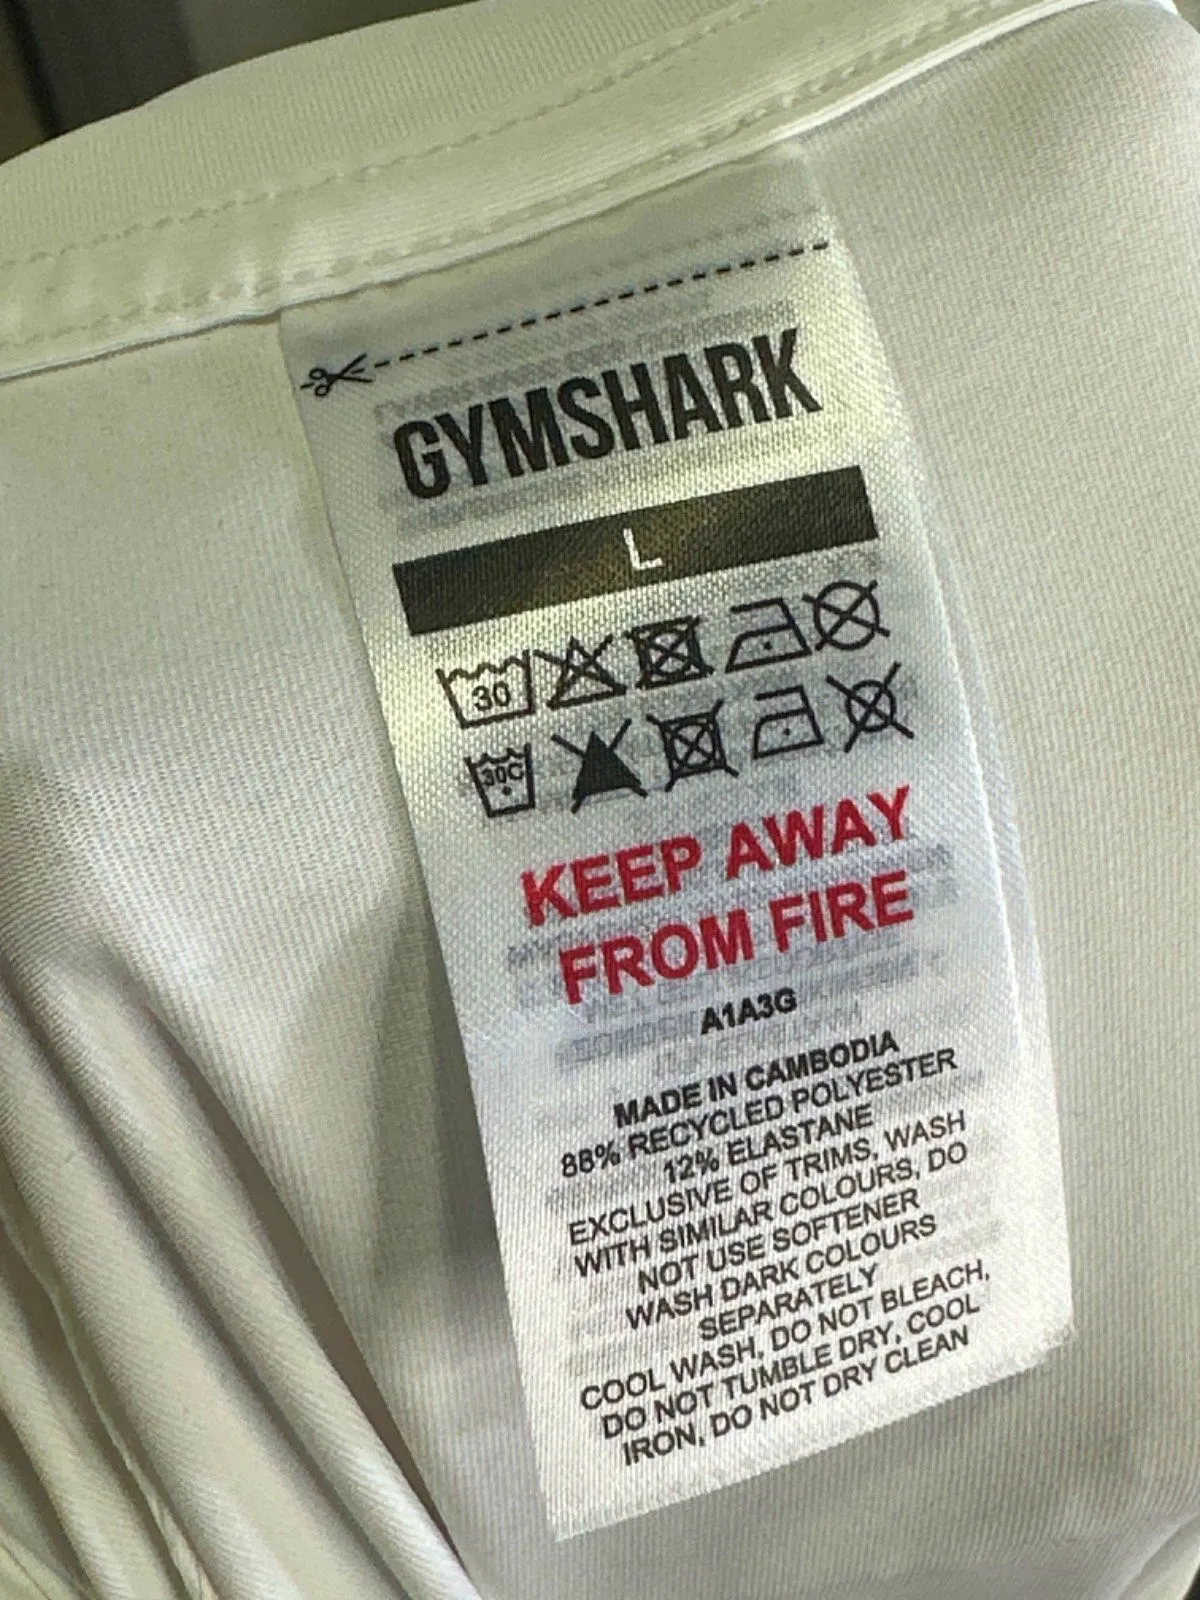 GYMSHARK
L
30
30C
KEEP AWAY
FROM FIRE
A1A3G
MADE IN CAMBODIA
88% RECYCLED POLYESTER
12% ELASTANE
EXCLUSIVE OF TRIMS, WASH
WITH SIMILAR COLOURS, DO
NOT USE SOFTENER
WASH DARK COLOURS
SEPARATELY
COOL WASH, DO NOT BLEACH,
DO NOT TUMBLE DRY, COOL
IRON, DO NOT DRY CLEAN